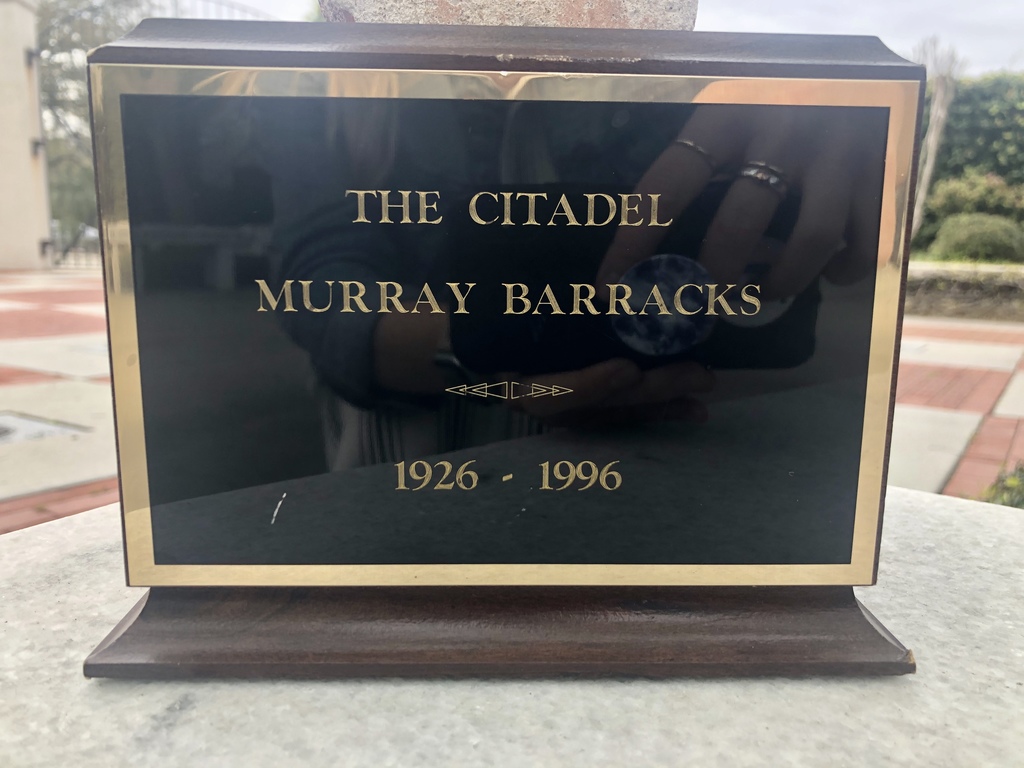 THE CITADEL
MURRAY BARRACKS
1926 - 1996